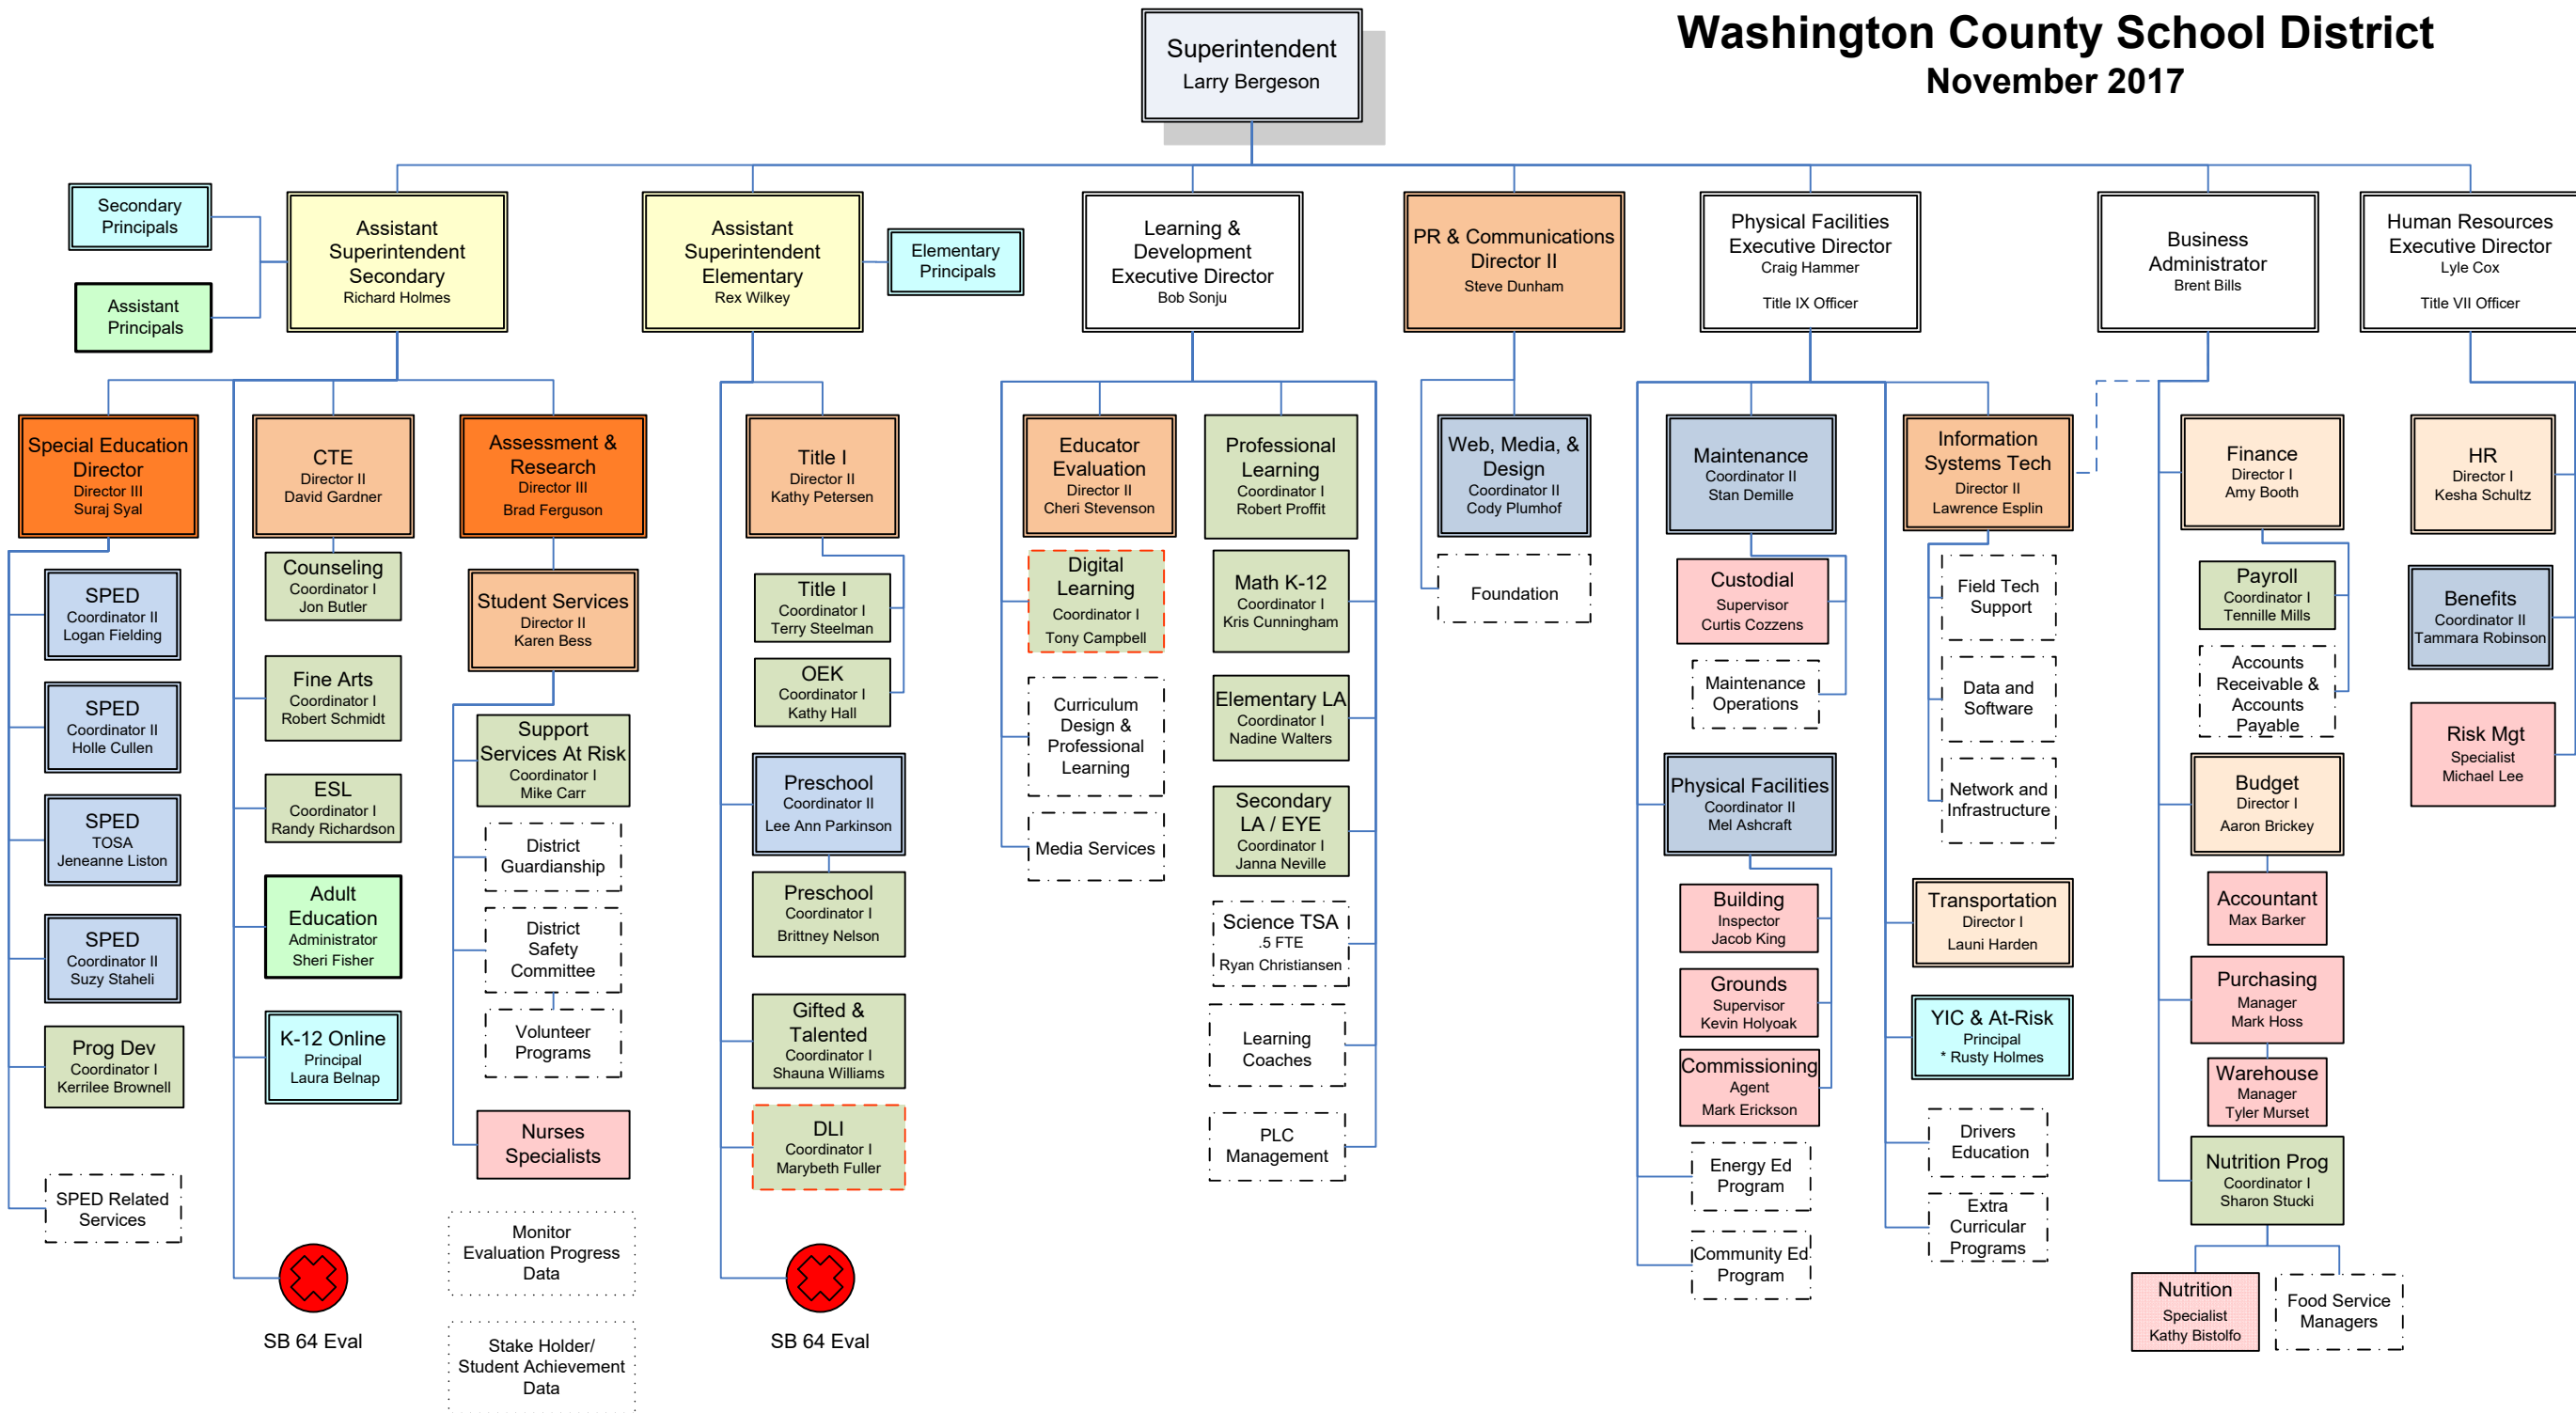 Washington County School District
November 2017
Superintendent
Larry Bergeson
Secondary
Principals
Assistant
Principals
Assistant
Superintendent
Secondary
Richard Holmes
Assistant
Superintendent
Elementary
Rex Wilkey
Elementary
Principals
Learning &
Development
Executive Director
Bob Sonju
PR & Communications
Director II
Steve Dunham
Physical Facilities
Executive Director
Craig Hammer
Title IX Officer
Business
Administrator
Brent Bills
Human Resources
Executive Director
Lyle Cox
Title VII Officer
Special Education
Director
Director III
Suraj Syal
SPED
Coordinator II
Logan Fielding
SPED
Coordinator II
Holle Cullen
SPED
TOSA
Jeneanne Liston
SPED
Coordinator II
Suzy Staheli
Prog Dev
Coordinator I
Kerrilee Brownell
SPED Related
Services
CTE
Director II
David Gardner
Counseling
Coordinator I
Jon Butler
Fine Arts
Coordinator I
Robert Schmidt
ESL
Coordinator I
Randy Richardson
Adult
Education
Administrator
Sheri Fisher
K-12 Online
Principal
Laura Belnap
SB 64 Eval
Assessment &
Research
Director III
Brad Ferguson
Student Services
Director II
Karen Bess
Support
Services At Risk
Coordinator I
Mike Carr
District
Guardianship
District
Safety
Committee
Volunteer
Programs
Nurses
Specialists
Monitor
Evaluation Progress
Data
Stake Holder/
Student Achievement
Data
Title I
Director II
Kathy Petersen
Title I
Coordinator I
Terry Steelman
OEK
Coordinator I
Kathy Hall
Preschool
Coordinator II
Lee Ann Parkinson
Preschool
Coordinator I
Brittney Nelson
Gifted &
Talented
Coordinator I
Shauna Williams
DLI
Coordinator I
Marybeth Fuller
SB 64 Eval
Educator
Evaluation
Director II
Cheri Stevenson
Digital
Learning
Coordinator I
Tony Campbell
Curriculum
Design &
Professional
Learning
Media Services
Professional
Learning
Coordinator I
Robert Proffit
Math K-12
Coordinator I
Kris Cunningham
Elementary LA
Coordinator I
Nadine Walters
Secondary
LA / EYE
Coordinator I
Janna Neville
Science TSA
.5 FTE
Ryan Christiansen
Learning
Coaches
PLC
Management
Web, Media, &
Design
Coordinator II
Cody Plumhof
Foundation
Maintenance
Coordinator II
Stan Demille
Custodial
Supervisor
Curtis Cozzens
Maintenance
Operations
Physical Facilities
Coordinator II
Mel Ashcraft
Building
Inspector
Jacob King
Grounds
Supervisor
Kevin Holyoak
Commissioning
Agent
Mark Erickson
Energy Ed
Program
Community Ed
Program
Information
Systems Tech
Director II
Lawrence Esplin
Field Tech
Support
Data and
Software
Network and
Infrastructure
Transportation
Director I
Launi Harden
YIC & At-Risk
Principal
* Rusty Holmes
Drivers
Education
Extra
Curricular
Programs
Finance
Director I
Amy Booth
Payroll
Coordinator I
Tennille Mills
Accounts
Receivable &
Accounts
Payable
Budget
Director I
Aaron Brickey
Accountant
Max Barker
Purchasing
Manager
Mark Hoss
Warehouse
Manager
Tyler Murset
Nutrition Prog
Coordinator I
Sharon Stucki
Nutrition
Specialist
Kathy Bistolfo
Food Service
Managers
HR
Director I
Kesha Schultz
Benefits
Coordinator II
Tammara Robinson
Risk Mgt
Specialist
Michael Lee